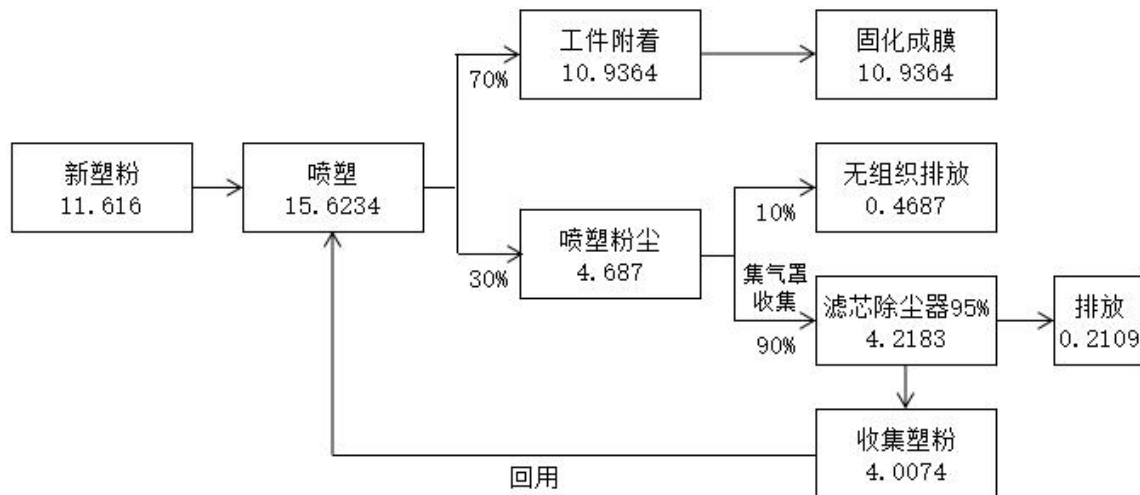 工件附着
10.9364
固化成膜
10.9364
70%
新塑粉
11.616
喷塑
15.6234
无组织排放
0.4687
10%
喷塑粉尘
4.687
30%
集气罩
收集
90%
滤芯除尘器95%
4.2183
排放
0.2109
收集塑粉
4.0074
回用